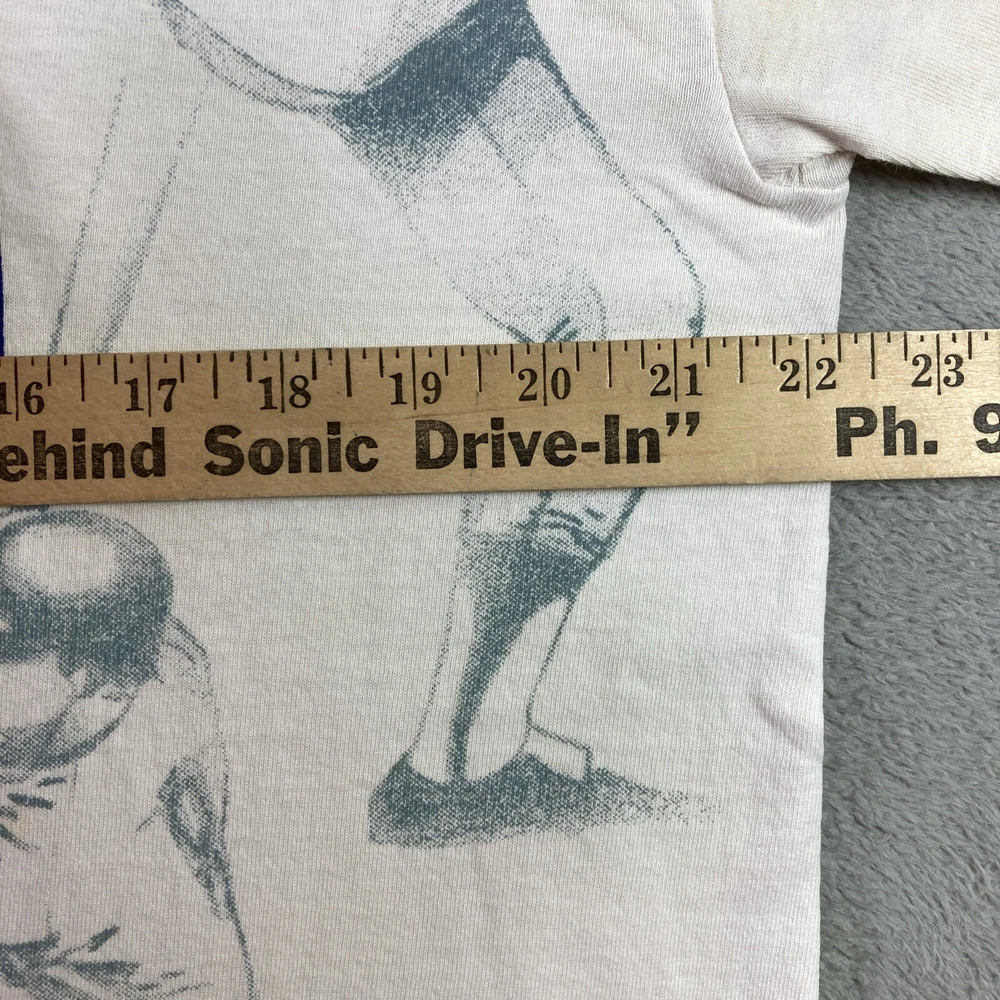 16 17 18 19 20 21 22 23
ehind Sonic Drive-In” Ph. 9